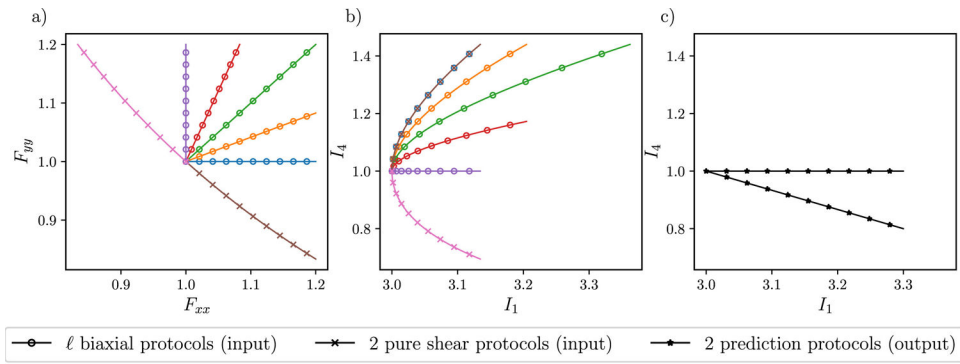 a)
b)
c)
F_yy
1.2
1.1
1.0
0.9
0.9
1.0
1.1
1.2
F_xx
I_4
1.4
1.2
1.0
0.8
3.0
3.1
3.2
3.3
I_1
I_4
1.4
1.2
1.0
0.8
3.0
3.1
3.2
3.3
I_1
ℓ biaxial protocols (input)
2 pure shear protocols (input)
2 prediction protocols (output)